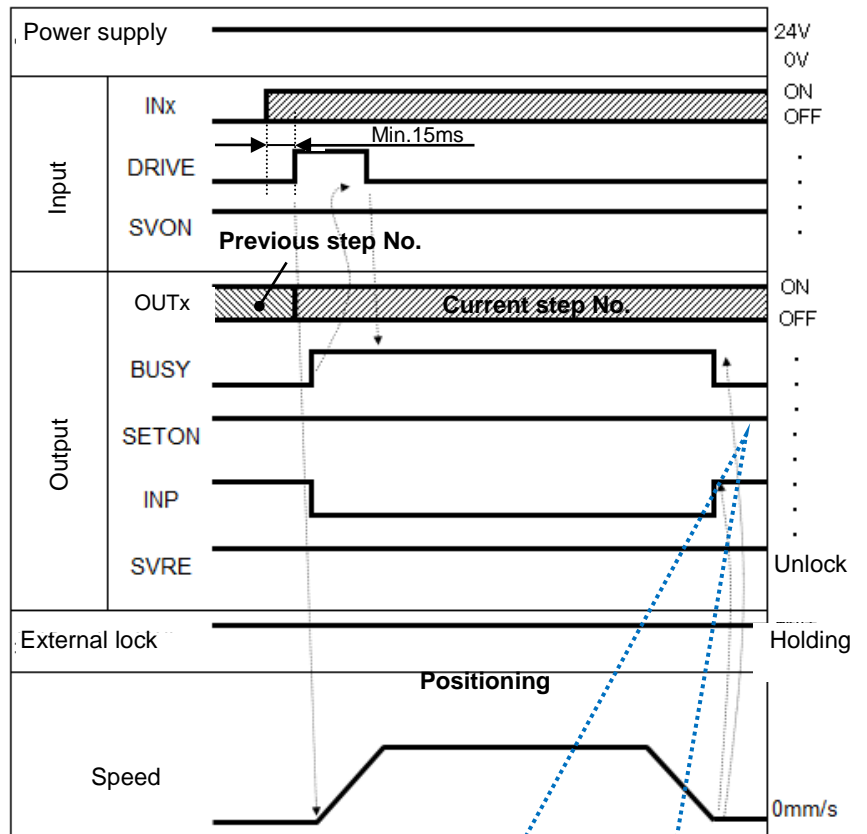 Power supply
24V
0V
Input
INx
ON
OFF
Min.15ms
DRIVE
SVON
Previous step No.
Output
OUTx
Current step No.
ON
OFF
BUSY
SETON
INP
SVRE
Unlock
External lock
Holding
Positioning
Speed
0mm/s